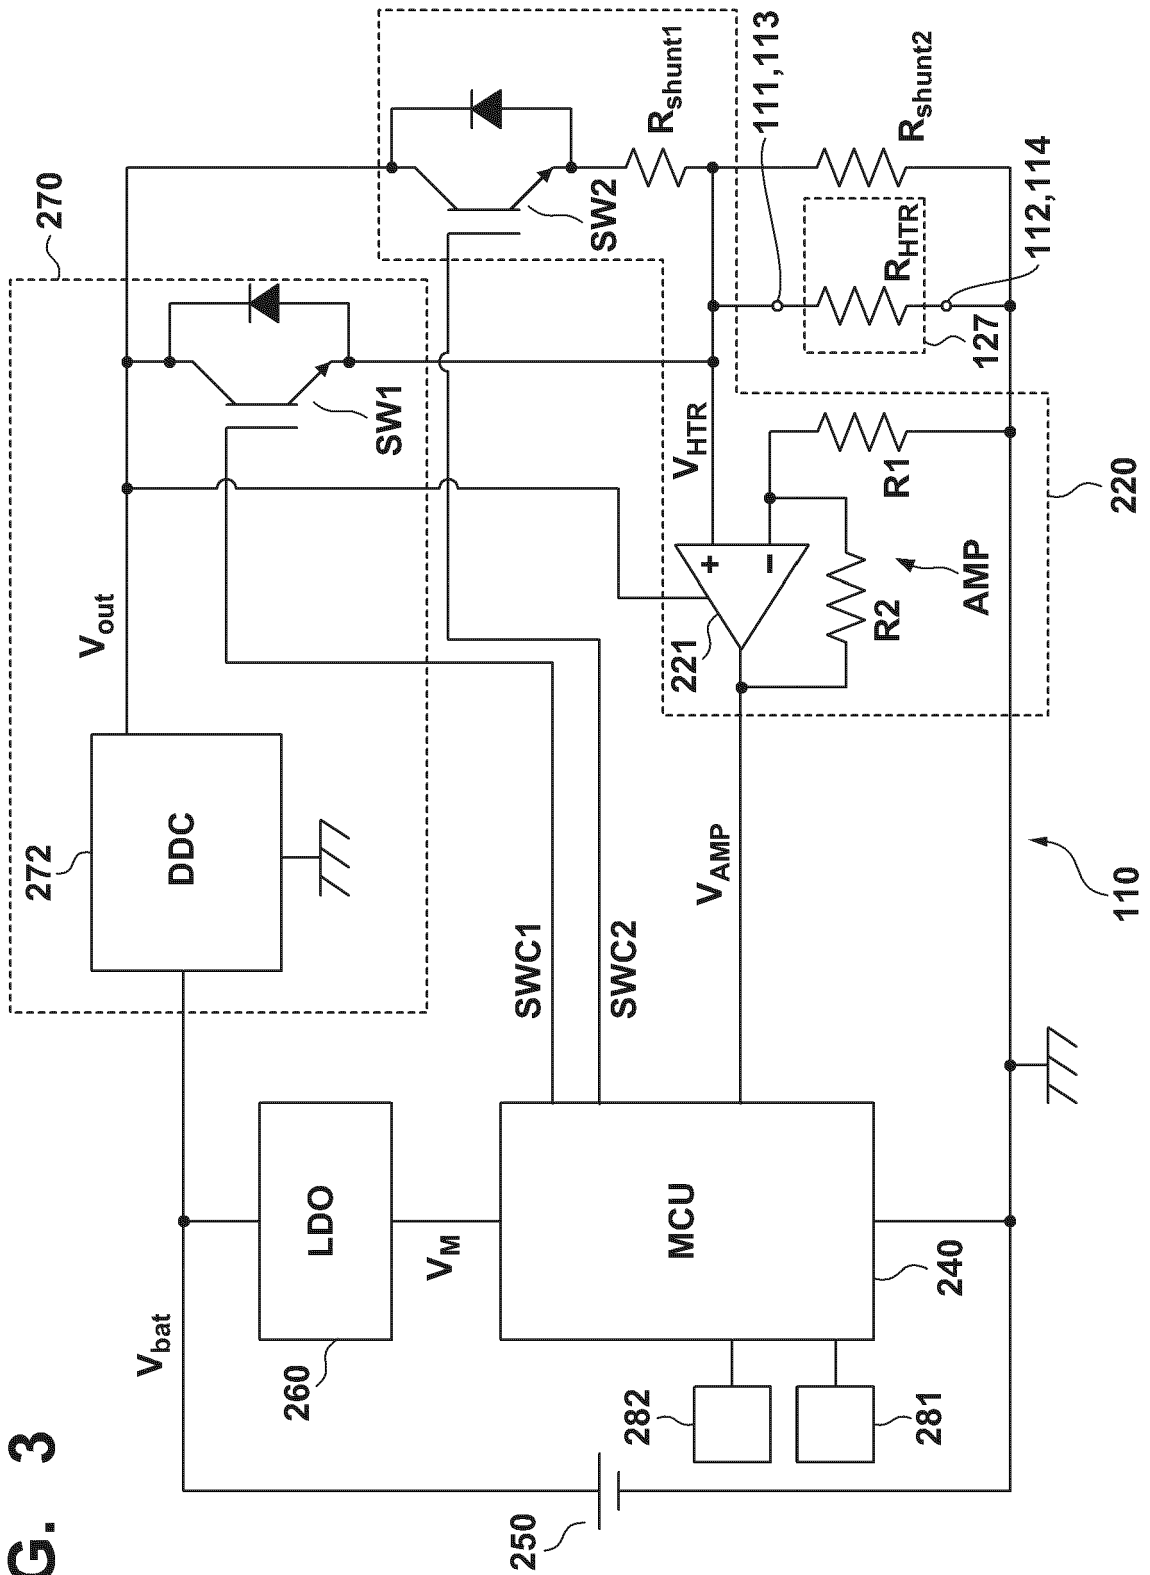 G. 3
270
272
DDC
Vout
SW1
SW2
Rshunt1
111,113
Rshunt2
RHTR
127
112,114
VHTR
R1
220
AMP
R2
221
VAMP
110
SWC1
SWC2
Vbat
LDO
260
VM
MCU
240
282
281
250
+
−